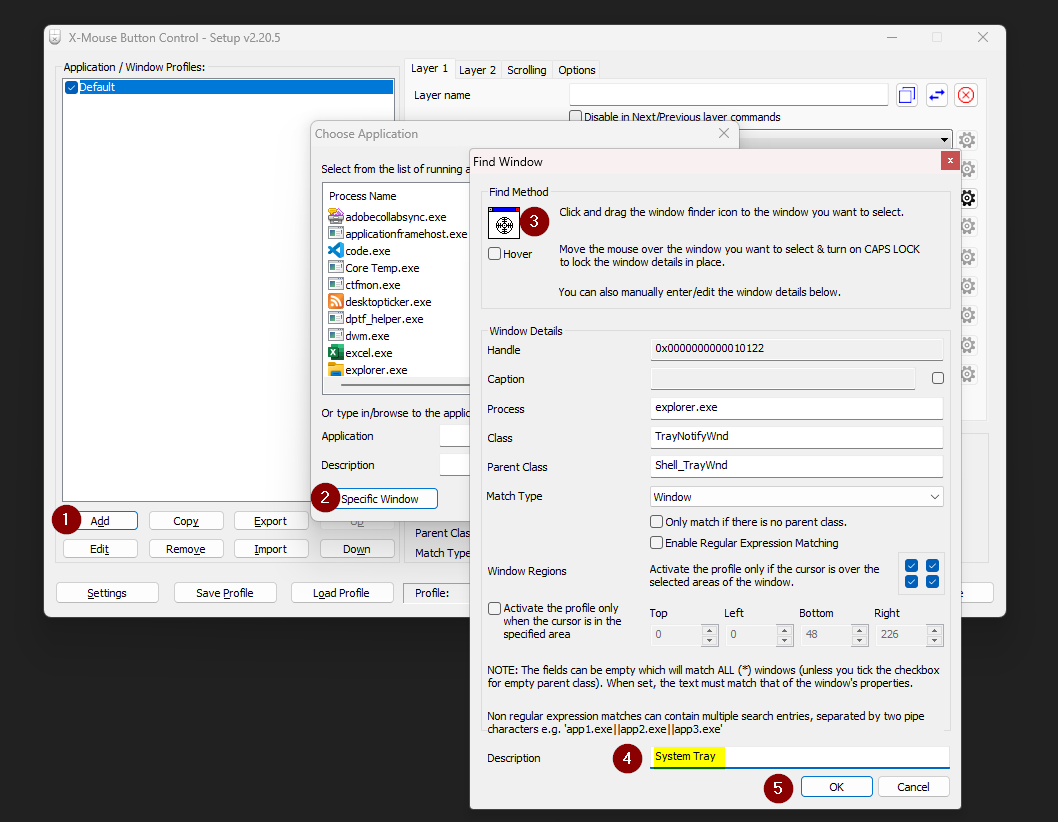 X-Mouse Button Control - Setup v2.20.5
Application / Window Profiles:
Default
Layer 1
Layer 2
Scrolling
Options
Layer name
Disable in Next/Previous layer commands
Choose Application
Select from the list of running
Process Name
adobecollabsync.exe
applicationframehost.exe
code.exe
Core Temp.exe
ctfmon.exe
desktopticker.exe
dptf_helper.exe
dwm.exe
excel.exe
explorer.exe
Or type in/browse to the
Application
Description
2
Specific Window
1
Add
Copy
Export
Up
Edit
Remove
Import
Down
Parent
Match
Settings
Save Profile
Load Profile
Profile:
Find Window
x
Find Method
3
Click and drag the window finder icon to the window you want to select.
Hover
Move the mouse over the window you want to select & turn on CAPS LOCK
to lock the window details in place.
You can also manually enter/edit the window details below.
Window Details
Handle
0x0000000000010122
Caption
Process
explorer.exe
Class
TrayNotifyWnd
Parent Class
Shell_TrayWnd
Match Type
Window
Only match if there is no parent class.
Enable Regular Expression Matching
Window Regions
Activate the profile only if the cursor is over the
selected areas of the window.
Activate the profile only
when the cursor is in the
specified area
Top
Left
Bottom
Right
0
0
48
226
NOTE: The fields can be empty which will match ALL (*) windows (unless you tick the checkbox
for empty parent class). When set, the text must match that of the window's properties.
Non regular expression matches can contain multiple search entries, separated by two pipe
characters e.g. 'app1.exe||app2.exe||app3.exe'
Description
4
System Tray
5
OK
Cancel